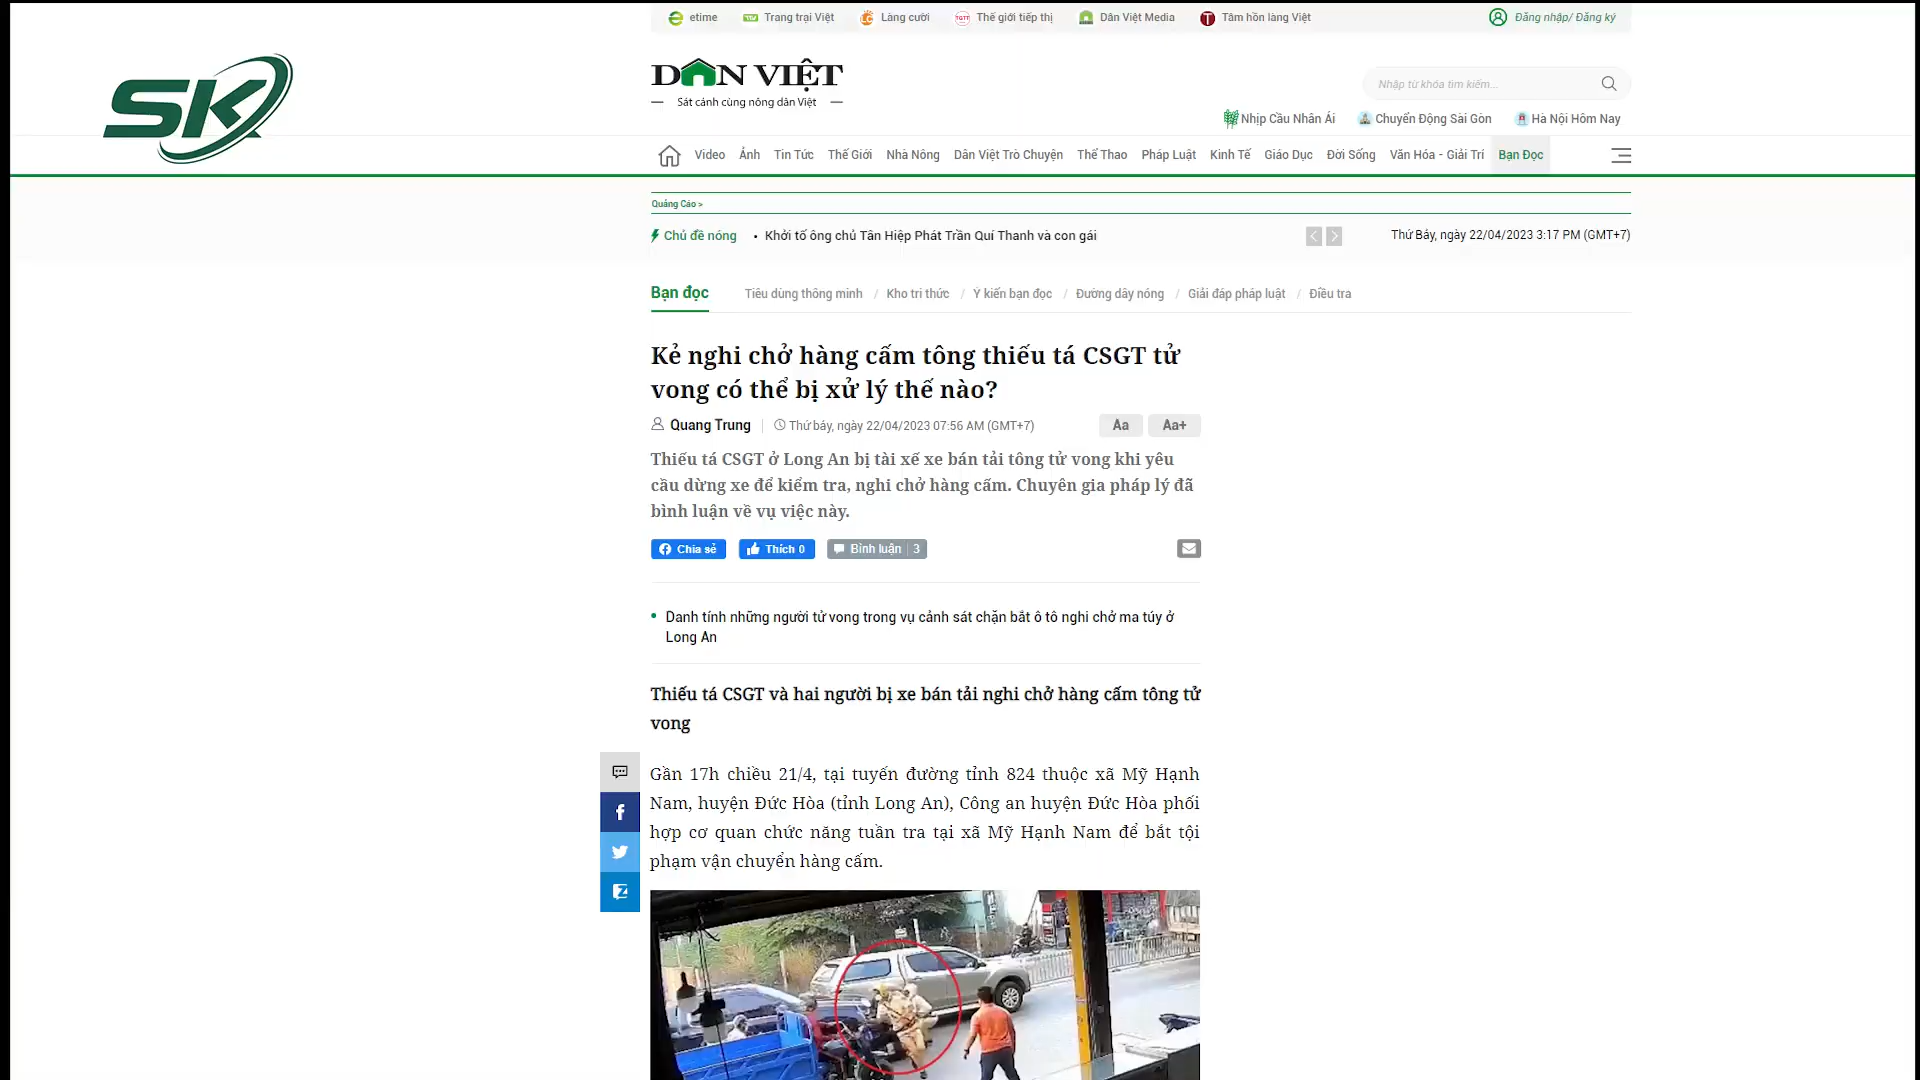 etime
Trang trại Việt
Làng cười
Thế giới tiếp thị
Dân Việt Media
Tâm hồn làng Việt
Đăng nhập/ Đăng ký
SK
DÂN VIỆT
Sát cánh cùng nông dân Việt
Nhập từ khóa tìm kiếm...
Nhịp Cầu Nhân Ái
Chuyển Động Sài Gòn
Hà Nội Hôm Nay
Video Ảnh Tin Tức Thế Giới Nhà Nông Dân Việt Trò Chuyện Thể Thao Pháp Luật Kinh Tế Giáo Dục Đời Sống Văn Hóa - Giải Trí Bạn Đọc
Quảng Cáo >
Chủ đề nóng • Khởi tố ông chủ Tân Hiệp Phát Trần Quí Thanh và con gái
Thứ Bảy, ngày 22/04/2023 3:17 PM (GMT+7)
Bạn đọc Tiêu dùng thông minh / Kho tri thức / Ý kiến bạn đọc / Đường dây nóng / Giải đáp pháp luật / Điều tra
Kẻ nghi chở hàng cấm tông thiếu tá CSGT tử
vong có thể bị xử lý thế nào?
Quang Trung
Thứ bảy, ngày 22/04/2023 07:56 AM (GMT+7)
Aa Aa+
Thiếu tá CSGT ở Long An bị tài xế xe bán tải tông tử vong khi yêu
cầu dừng xe để kiểm tra, nghi chở hàng cấm. Chuyên gia pháp lý đã
bình luận về vụ việc này.
Chia sẻ Thích 0 Bình luận 3
• Danh tính những người tử vong trong vụ cảnh sát chặn bắt ô tô nghi chở ma túy ở
Long An
Thiếu tá CSGT và hai người bị xe bán tải nghi chở hàng cấm tông tử
vong
Gần 17h chiều 21/4, tại tuyến đường tỉnh 824 thuộc xã Mỹ Hạnh
Nam, huyện Đức Hòa (tỉnh Long An), Công an huyện Đức Hòa phối
hợp cơ quan chức năng tuần tra tại xã Mỹ Hạnh Nam để bắt tội
phạm vận chuyển hàng cấm.